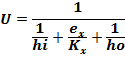 U = 1 / (1/hi + eₓ/Kₓ + 1/ho)